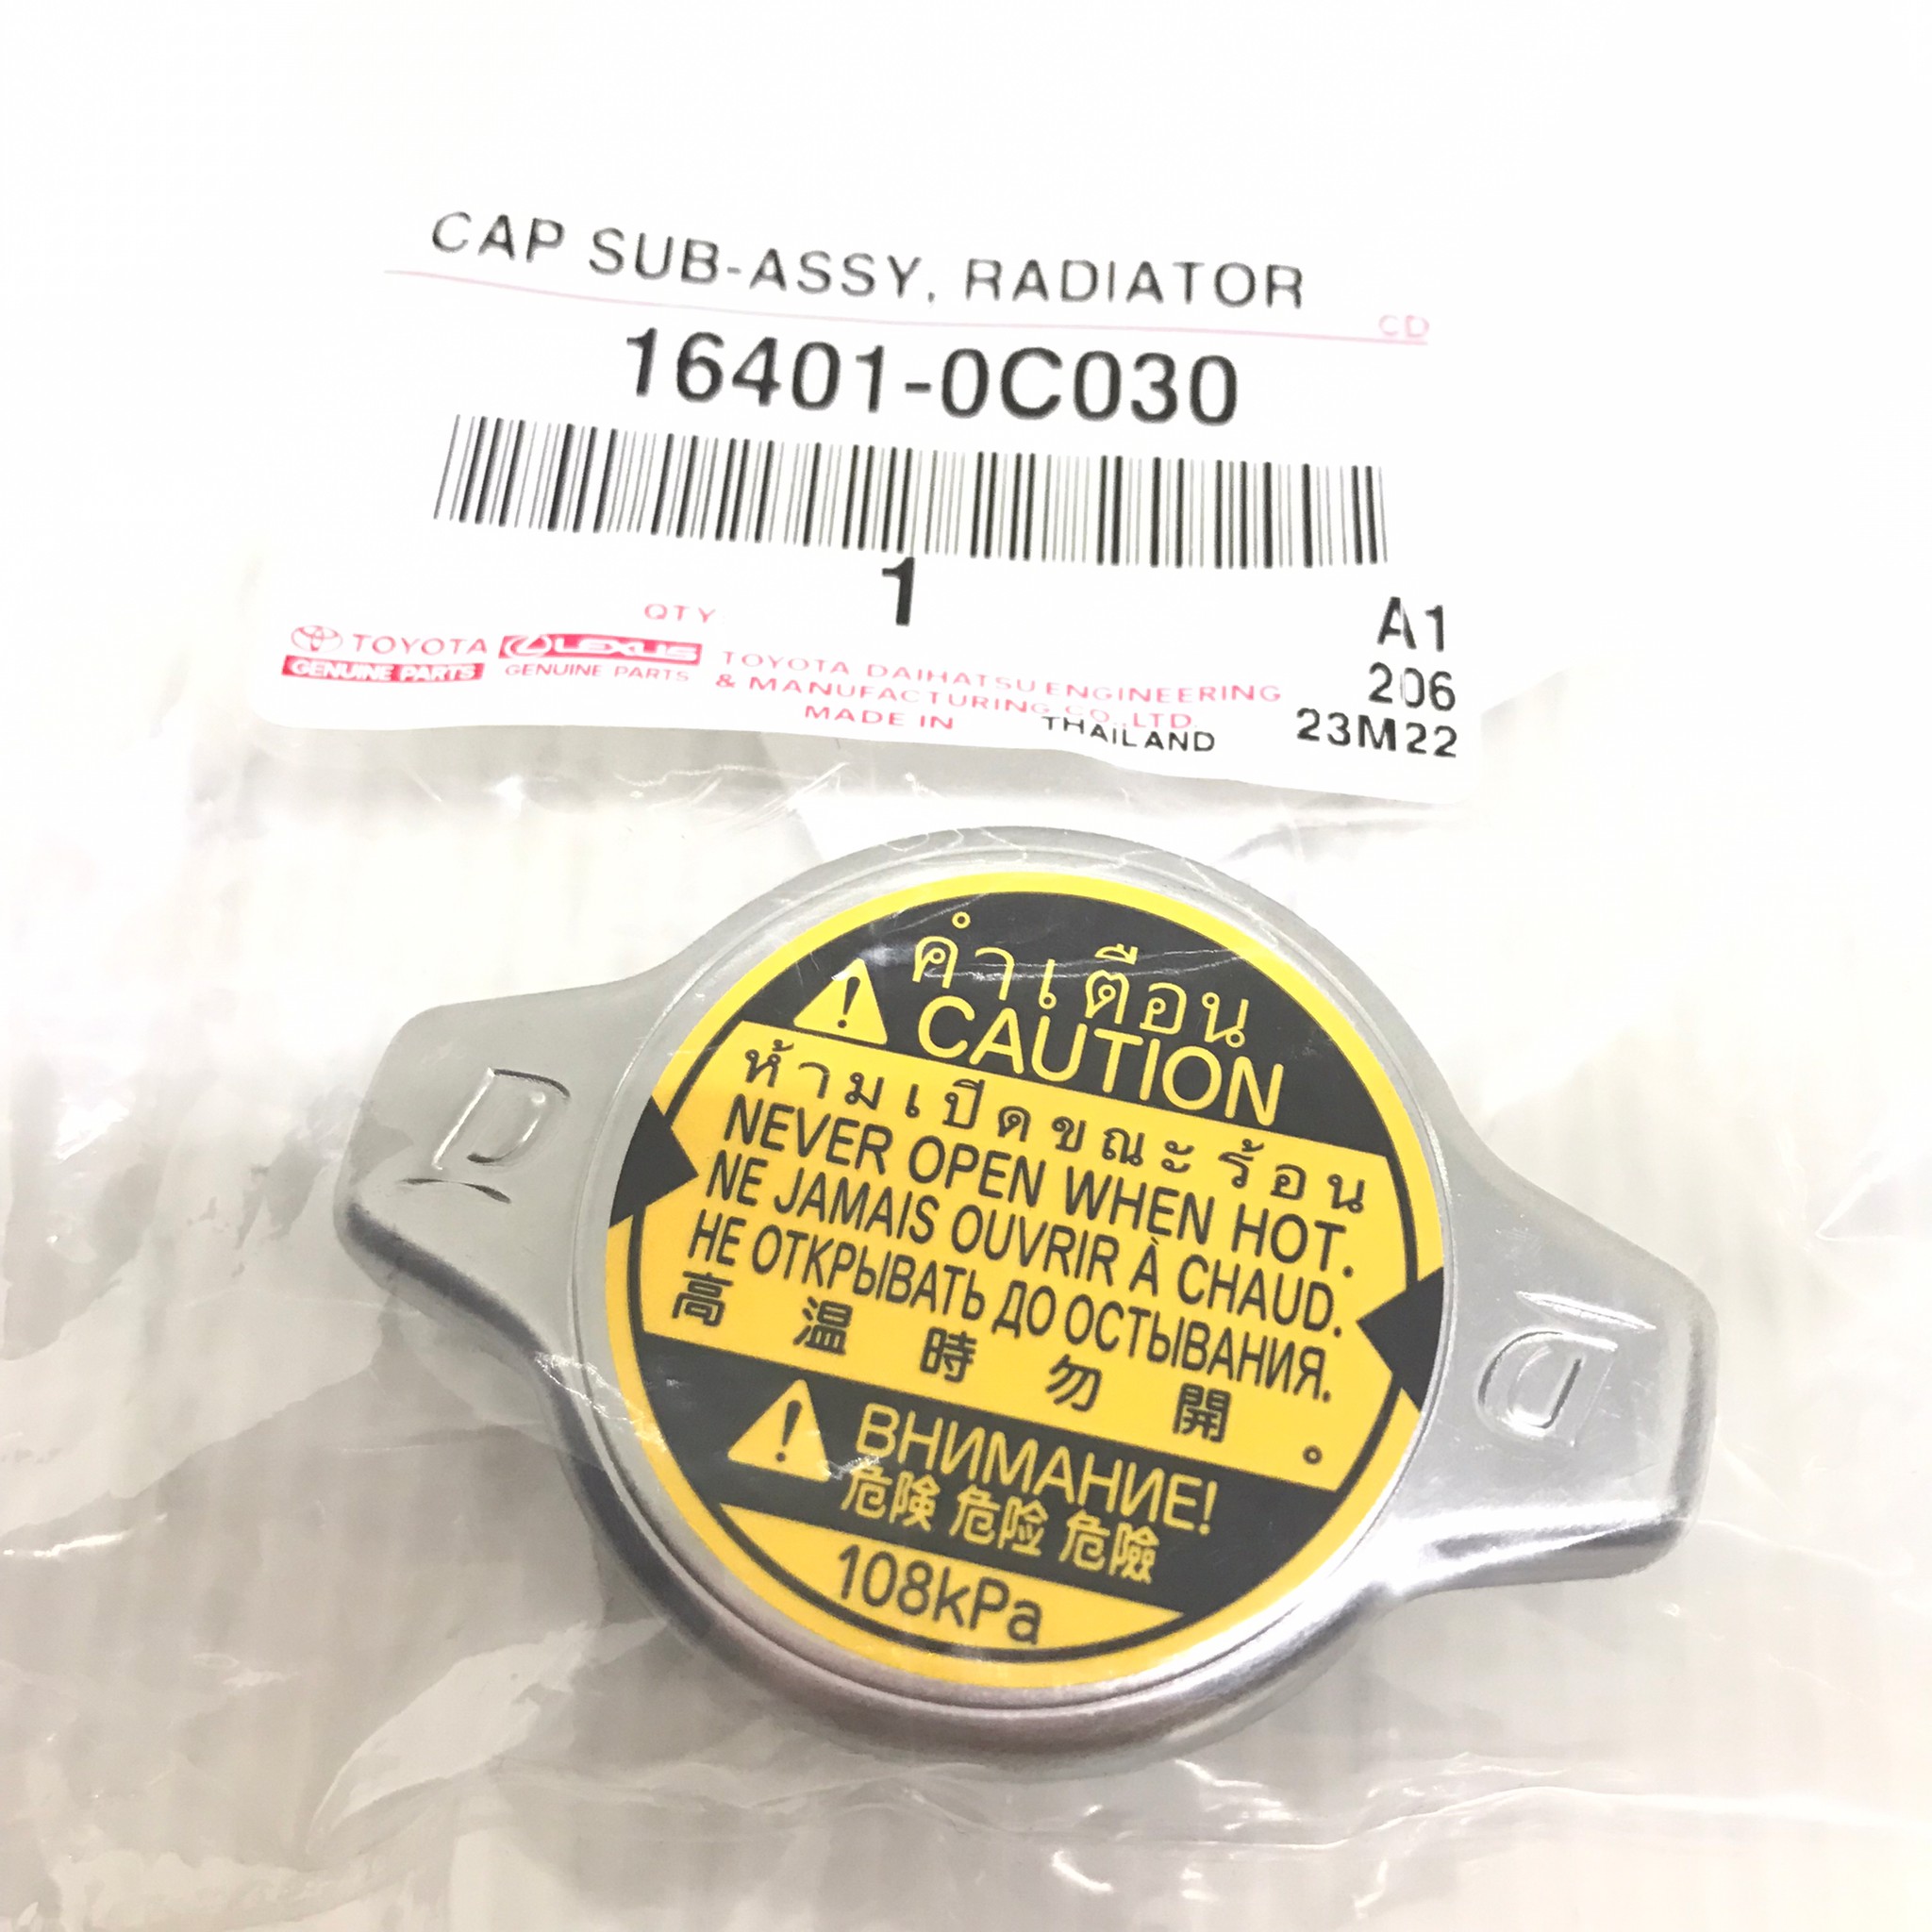 CAP SUB-ASSY, RADIATOR
CD
16401-0C030
1
QTY
A1
206
23M22
TOYOTA
GENUINE PARTS
LEXUS
GENUINE PARTS
TOYOTA DAIHATSU ENGINEERING
& MANUFACTURING CO.,LTD.
MADE IN THAILAND
คำเตือน
CAUTION
ห้ามเปิดขณะร้อน
NEVER OPEN WHEN HOT.
NE JAMAIS OUVRIR À CHAUD.
НЕ ОТКРЫВАТЬ ДО ОСТЫВАНИЯ.
高温時勿開。
ВНИМАНИЕ!
危険 危险 危險
108kPa
D
D